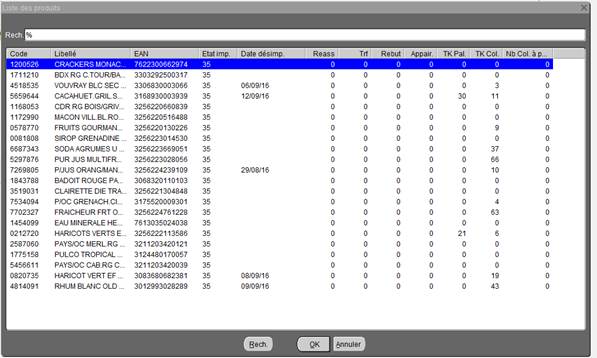 Liste des produits
Rech. %
Code Libellé EAN Etat imp. Date désimp. Reass Trf Rebut Appair. TK Pal. TK Col. Nb Col. à p...
1200526 CRACKERS MONAC... 7622300662974 35 0 0 0 0 0 0 0
1711210 BDX RG C.TOUR/BA... 3303292500317 35 0 0 0 0 0 0 0
4518535 VOUVRAY BLC SEC ... 3306830003066 35 06/09/16 0 0 0 0 0 3 0
5659644 CACAHUET.GRIL.S... 3168930003939 35 12/09/16 0 0 0 0 30 11 0
1168053 CDR RG BOIS/GRIV... 3256220660839 35 0 0 0 0 0 0 0
1172990 MACON VILL.BL.RO... 3256220516488 35 0 0 0 0 0 0 0
0578770 FRUITS GOURMAN... 3256220130226 35 0 0 0 0 0 9 0
0081808 SIROP GRENADINE ... 3256223014530 35 0 0 0 0 0 0 0
6687343 SODA AGRUMES U ... 3256223669051 35 0 0 0 0 0 37 0
5297876 PUR JUS MULTIFR... 3256223028056 35 0 0 0 0 0 66 0
7269805 P/JUS ORANG/MAN... 3256224239109 35 29/08/16 0 0 0 0 0 10 0
1843788 BADOIT ROUGE PA... 3068320110103 35 0 0 0 0 0 0 0
3519031 CLAIRETTE DIE TRA... 3256221304848 35 0 0 0 0 0 0 0
7534094 P/OC GRENACH.CI... 3175520009301 35 0 0 0 0 0 4 0
7702327 FRAICHEUR FRT O... 3256224761228 35 0 0 0 0 0 63 0
1454099 EAU MINERALE HE... 7613035024038 35 0 0 0 0 0 0 0
0212720 HARICOTS VERTS E... 3256222113586 35 0 0 0 0 21 6 0
2587060 PAYS/OC MERL RG ... 3211203420121 35 0 0 0 0 0 0 0
1775158 PULCO TROPICAL ... 3124480170057 35 0 0 0 0 0 0 0
5456611 PAYS/OC CAB.RG C... 3211203420039 35 0 0 0 0 0 0 0
0820735 HARICOT VERT EF ... 3083680682381 35 08/09/16 0 0 0 0 0 19 0
4814091 RHUM BLANC OLD ... 3012993028289 35 09/09/16 0 0 0 0 0 43 0
Rech. OK Annuler